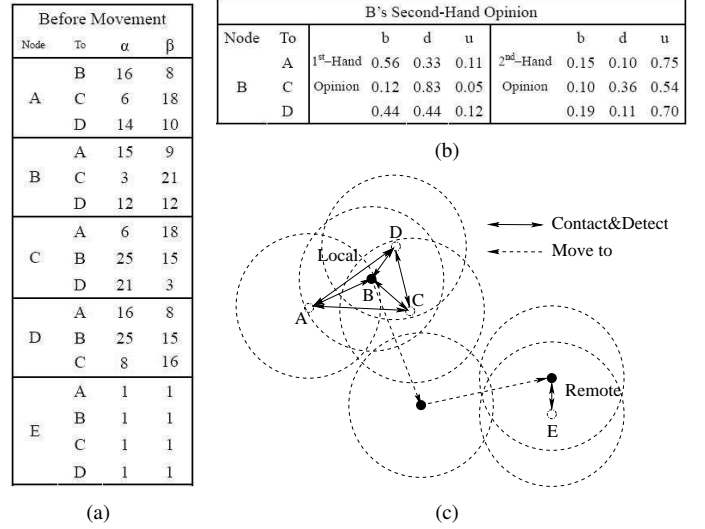 Before Movement
Node To α β
B 16 8
A C 6 18
D 14 10
A 15 9
B C 3 21
D 12 12
A 6 18
C B 25 15
D 21 3
A 16 8
D B 25 15
C 8 16
A 1 1
E B 1 1
C 1 1
D 1 1
(a)
B's Second-Hand Opinion
Node To b d u b d u
A 1st–Hand 0.56 0.33 0.11 2nd–Hand 0.15 0.10 0.75
B C Opinion 0.12 0.83 0.05 Opinion 0.10 0.36 0.54
D 0.44 0.44 0.12 0.19 0.11 0.70
(b)
D
Local
B
C
A
Contact&Detect
Move to
Remote
E
(c)